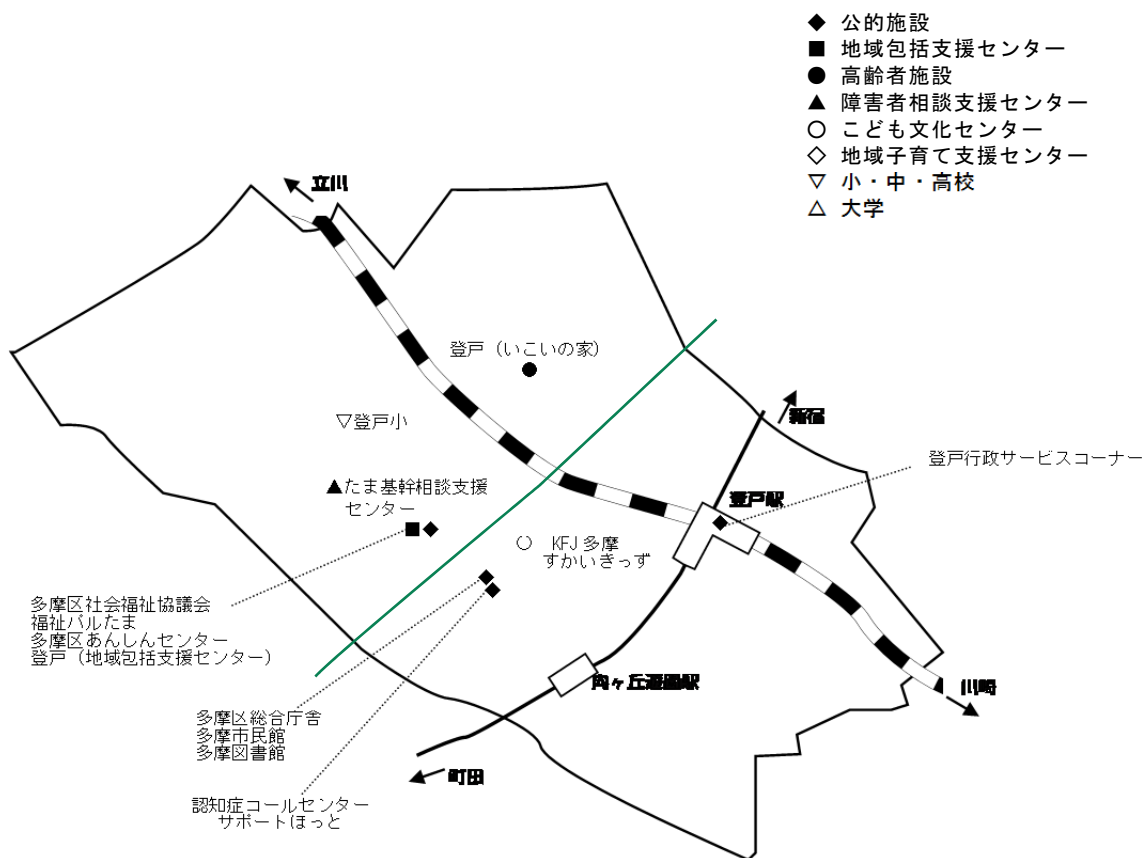 ◆ 公的施設
■ 地域包括支援センター
● 高齢者施設
▲ 障害者相談支援センター
○ こども文化センター
◇ 地域子育て支援センター
▽ 小・中・高校
△ 大学
立川
登戸（いこいの家）
▽登戸小
新宿
登戸行政サービスコーナー
▲たま基幹相談支援
センター
登戸駅
KFJ多摩
すかいきっず
多摩区社会福祉協議会
福祉パルたま
多摩区あんしんセンター
登戸（地域包括支援センター）
向ヶ丘遊園駅
川崎
多摩区総合庁舎
多摩市民館
多摩図書館
町田
認知症コールセンター
サポートほっと